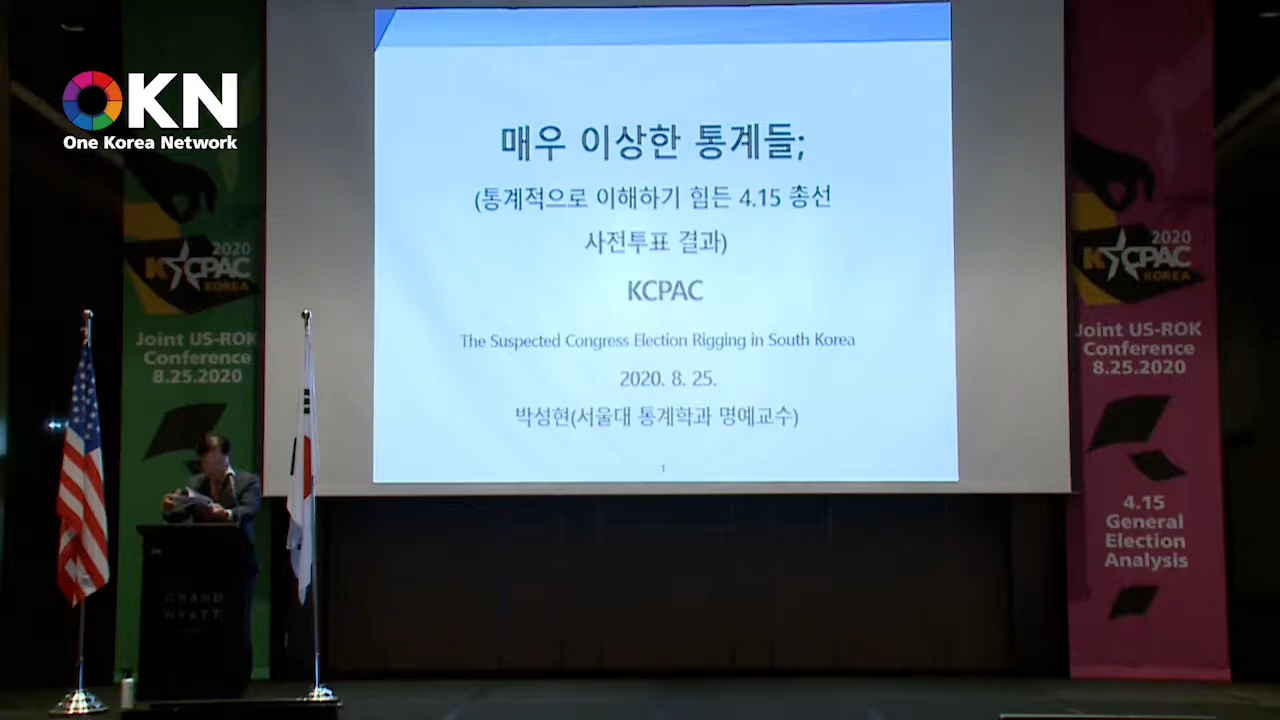 OKN
One Korea Network
매우 이상한 통계들;
(통계적으로 이해하기 힘든 4.15 총선
사전투표 결과)
KCPAC
The Suspected Congress Election Rigging in South Korea
2020. 8. 25.
박성현(서울대 통계학과 명예교수)
1
2020
KCPAC
KOREA
Joint US-ROK
Conference
8.25.2020
GRAND
HYATT
2020
KCPAC
KOREA
Joint US-ROK
Conference
8.25.2020
4.15
General
Election
Analysis